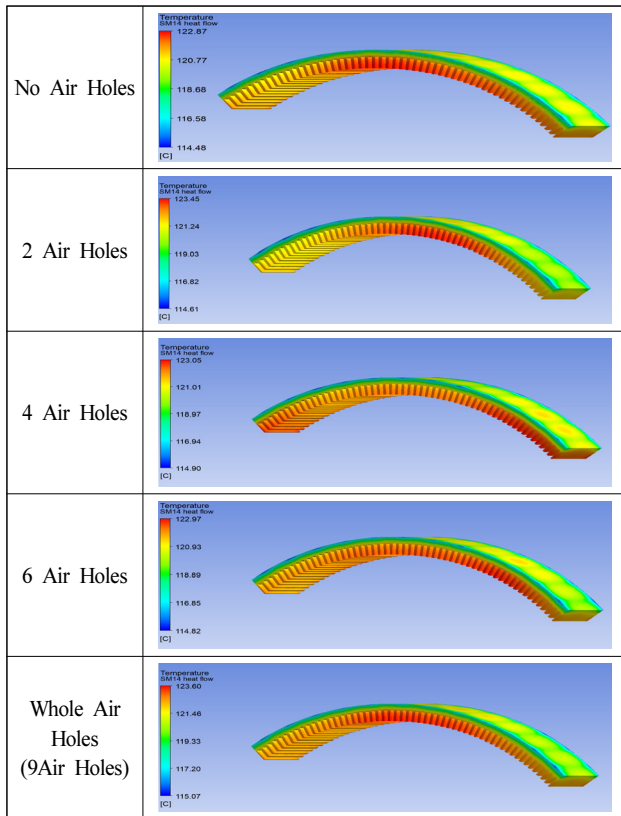 No Air Holes
Temperature
SM14 heat flow
122.87
120.77
118.68
116.58
114.48
[C]
2 Air Holes
Temperature
SM14 heat flow
123.45
121.24
119.03
116.82
114.61
[C]
4 Air Holes
Temperature
SM14 heat flow
123.05
121.01
118.97
116.94
114.90
[C]
6 Air Holes
Temperature
SM14 heat flow
122.97
120.93
118.89
116.85
114.82
[C]
Whole Air
Holes
(9Air Holes)
Temperature
SM14 heat flow
123.60
121.46
119.33
117.20
115.07
[C]